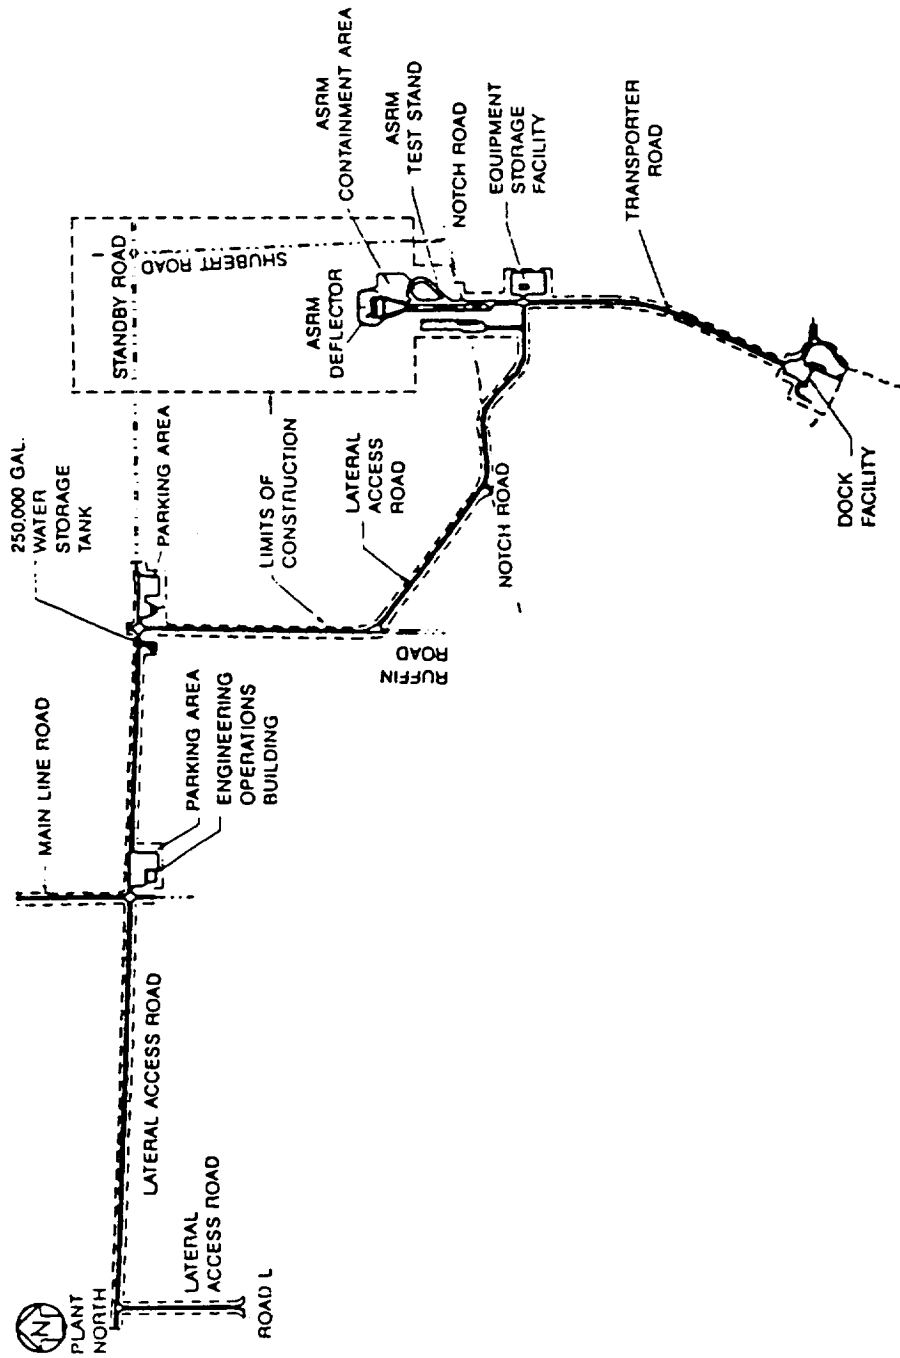 N
PLANT
NORTH
LATERAL ACCESS ROAD
LATERAL
ACCESS ROAD
ROAD L
MAIN LINE ROAD
PARKING AREA
ENGINEERING
OPERATIONS
BUILDING
250,000 GAL.
WATER
STORAGE
TANK
PARKING AREA
STANDBY ROAD
SHUBERT ROAD
LIMITS OF
CONSTRUCTION
RUFFIN
ROAD
LATERAL
ACCESS
ROAD
NOTCH ROAD
ASRM
DEFLECTOR
ASRM
CONTAINMENT AREA
ASRM
TEST STAND
NOTCH ROAD
EQUIPMENT
STORAGE
FACILITY
TRANSPORTER
ROAD
DOCK
FACILITY